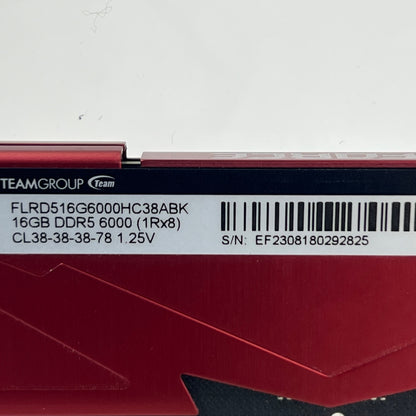 TEAMGROUP Team
FLRD516G6000HC38ABK
16GB DDR5 6000 (1Rx8)
CL38-38-38-78 1.25V
S/N: EF2308180292825